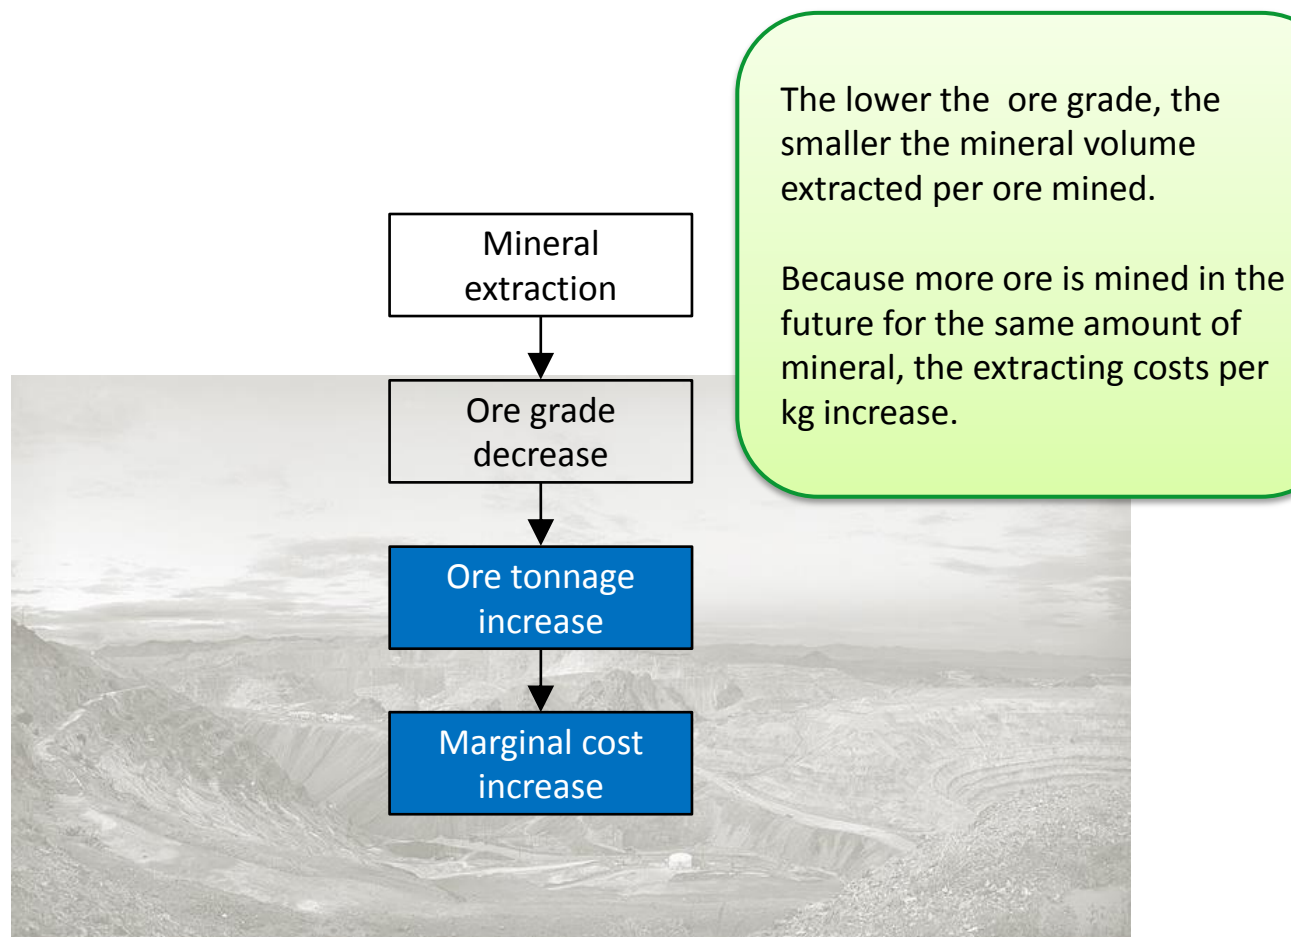 The lower the  ore grade, the
smaller the mineral volume
extracted per ore mined.
Because more ore is mined in the
future for the same amount of
mineral, the extracting costs per
kg increase.
Mineral
extraction
Ore grade
decrease
Ore tonnage
increase
Marginal cost
increase